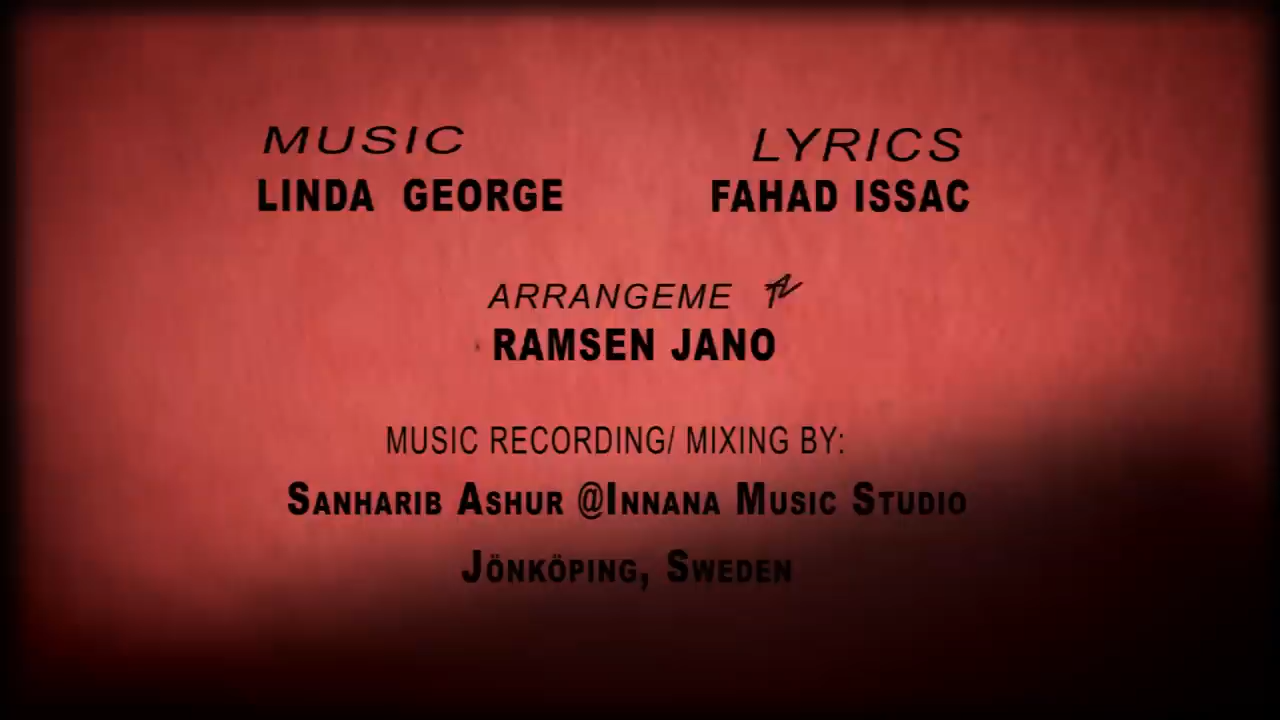 MUSIC
LINDA GEORGE
LYRICS
FAHAD ISSAC
ARRANGEME
RAMSEN JANO
MUSIC RECORDING/ MIXING BY:
SANHARIB ASHUR @INNANA MUSIC STUDIO
JÖNKÖPING, SWEDEN